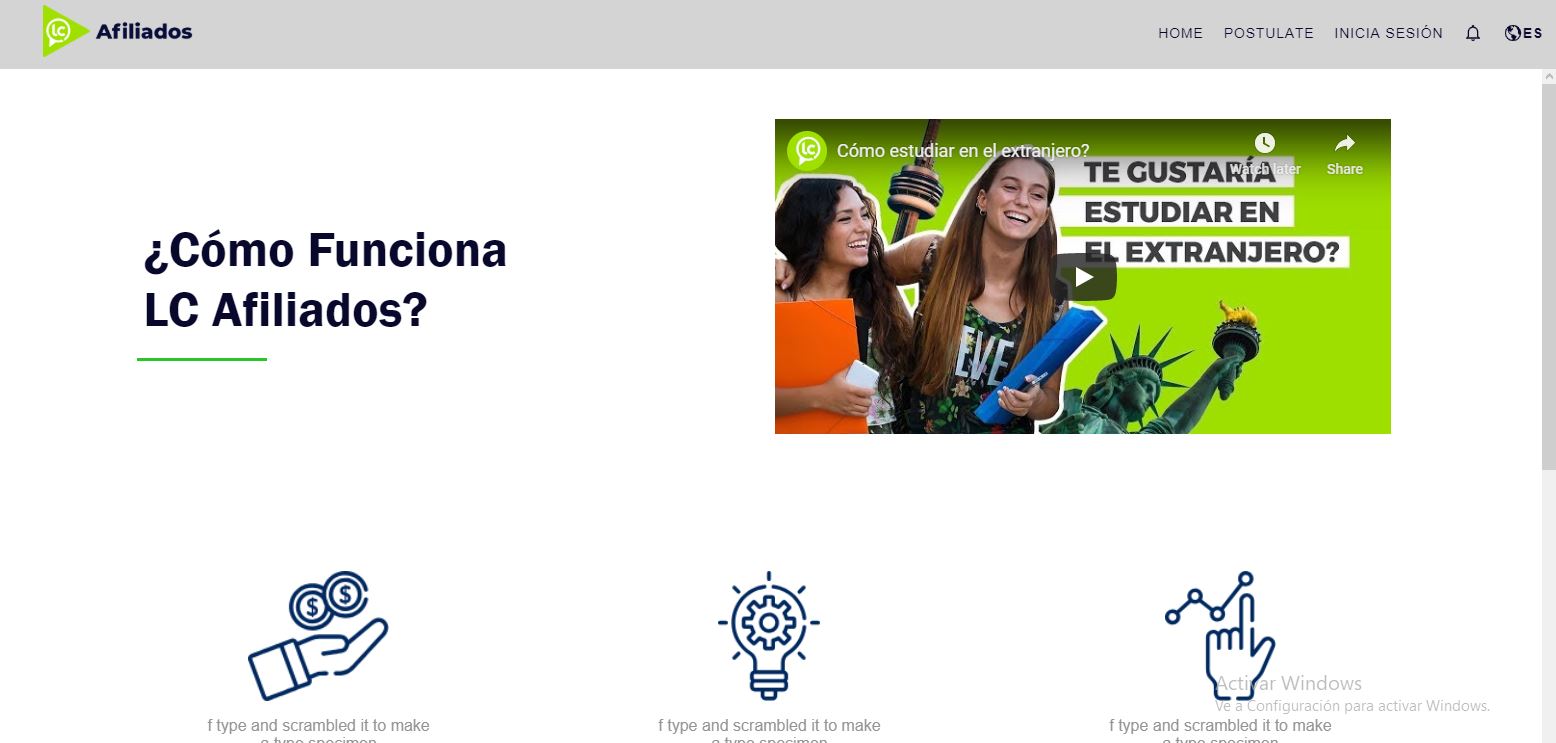 LC Afiliados
HOME POSTULATE INICIA SESIÓN ES
LC Cómo estudiar en el extranjero?
Watch later Share
TE GUSTARÍA
ESTUDIAR EN
EL EXTRANJERO?
EVE
¿Cómo Funciona
LC Afiliados?
$ $
Activar Windows
Ve a Configuración para activar Windows.
f type and scrambled it to make
a type specimen
f type and scrambled it to make
a type specimen
f type and scrambled it to make
a type specimen